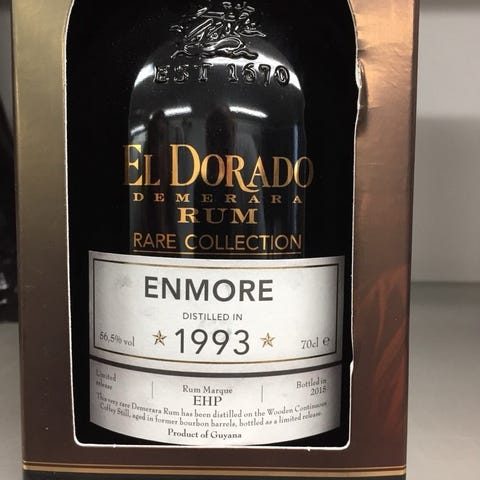 EST 1670
EL DORADO
DEMERARA
RUM
RARE COLLECTION
ENMORE
DISTILLED IN
56,5% vol
1993
70cl e
Limited
release
Rum Marque
EHP
Bottled in
2015
This very rare Demerara Rum has been distilled on the Wooden Continuous
Coffey Still, aged in former bourbon barrels, bottled as a limited release.
Product of Guyana